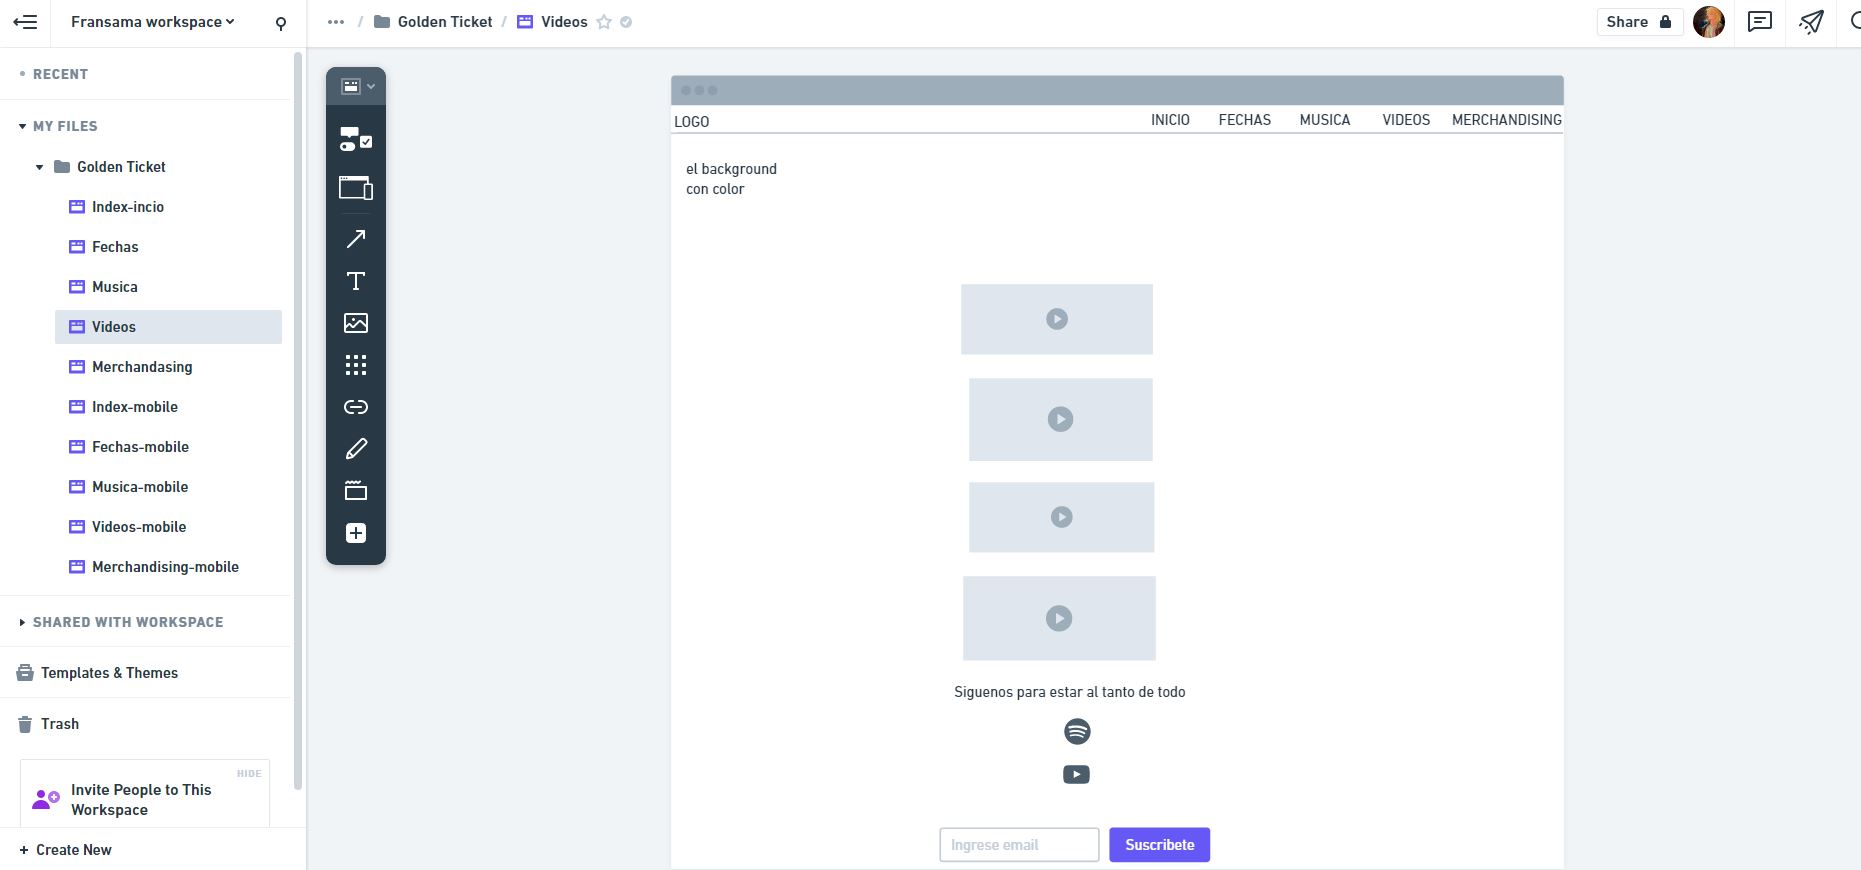 Fransama workspace
••• / Golden Ticket / Videos
Share
RECENT
MY FILES
Golden Ticket
Index-incio
Fechas
Musica
Videos
Merchandasing
Index-mobile
Fechas-mobile
Musica-mobile
Videos-mobile
Merchandising-mobile
SHARED WITH WORKSPACE
Templates & Themes
Trash
HIDE
Invite People to This
Workspace
+ Create New
LOGO INICIO FECHAS MUSICA VIDEOS MERCHANDISING
el background
con color
Siguenos para estar al tanto de todo
Ingrese email Suscribete